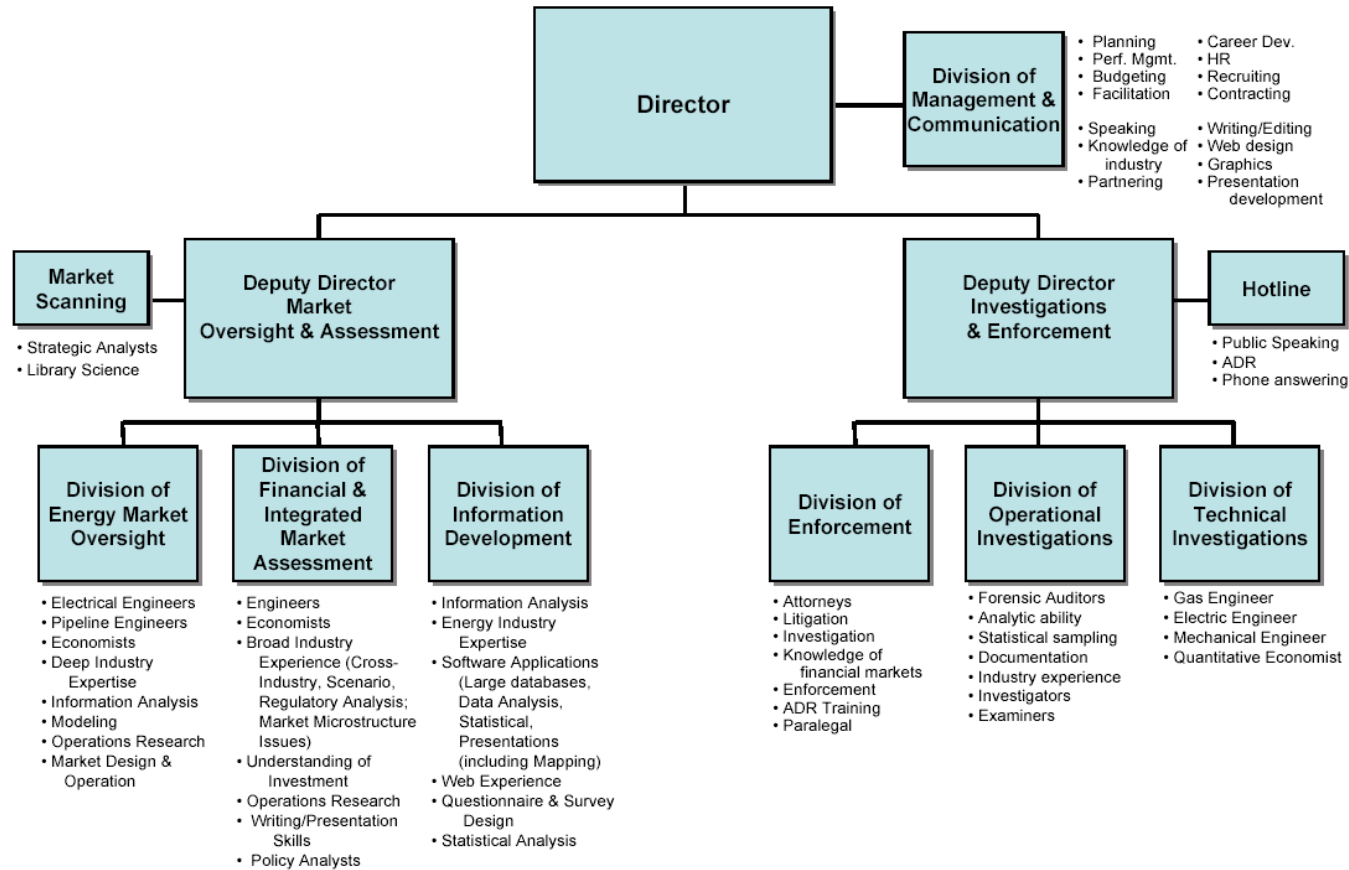 Director
Division of
Management &
Communication
• Planning
• Perf. Mgmt.
• Budgeting
• Facilitation
• Speaking
• Knowledge of
industry
• Partnering
• Career Dev.
• HR
• Recruiting
• Contracting
• Writing/Editing
• Web design
• Graphics
• Presentation
development
Market
Scanning
• Strategic Analysts
• Library Science
Deputy Director
Market
Oversight & Assessment
Deputy Director
Investigations
& Enforcement
Hotline
• Public Speaking
• ADR
• Phone answering
Division of
Energy Market
Oversight
• Electrical Engineers
• Pipeline Engineers
• Economists
• Deep Industry
Expertise
• Information Analysis
• Modeling
• Operations Research
• Market Design &
Operation
Division of
Financial &
Integrated
Market
Assessment
• Engineers
• Economists
• Broad Industry
Experience (Cross-
Industry, Scenario,
Regulatory Analysis;
Market Microstructure
Issues)
• Understanding of
Investment
• Operations Research
• Writing/Presentation
Skills
• Policy Analysts
Division of
Information
Development
• Information Analysis
• Energy Industry
Expertise
• Software Applications
(Large databases,
Data Analysis,
Statistical,
Presentations
(including Mapping)
• Web Experience
• Questionnaire & Survey
Design
• Statistical Analysis
Division of
Enforcement
• Attorneys
• Litigation
• Investigation
• Knowledge of
financial markets
• Enforcement
• ADR Training
• Paralegal
Division of
Operational
Investigations
• Forensic Auditors
• Analytic ability
• Statistical sampling
• Documentation
• Industry experience
• Investigators
• Examiners
Division of
Technical
Investigations
• Gas Engineer
• Electric Engineer
• Mechanical Engineer
• Quantitative Economist